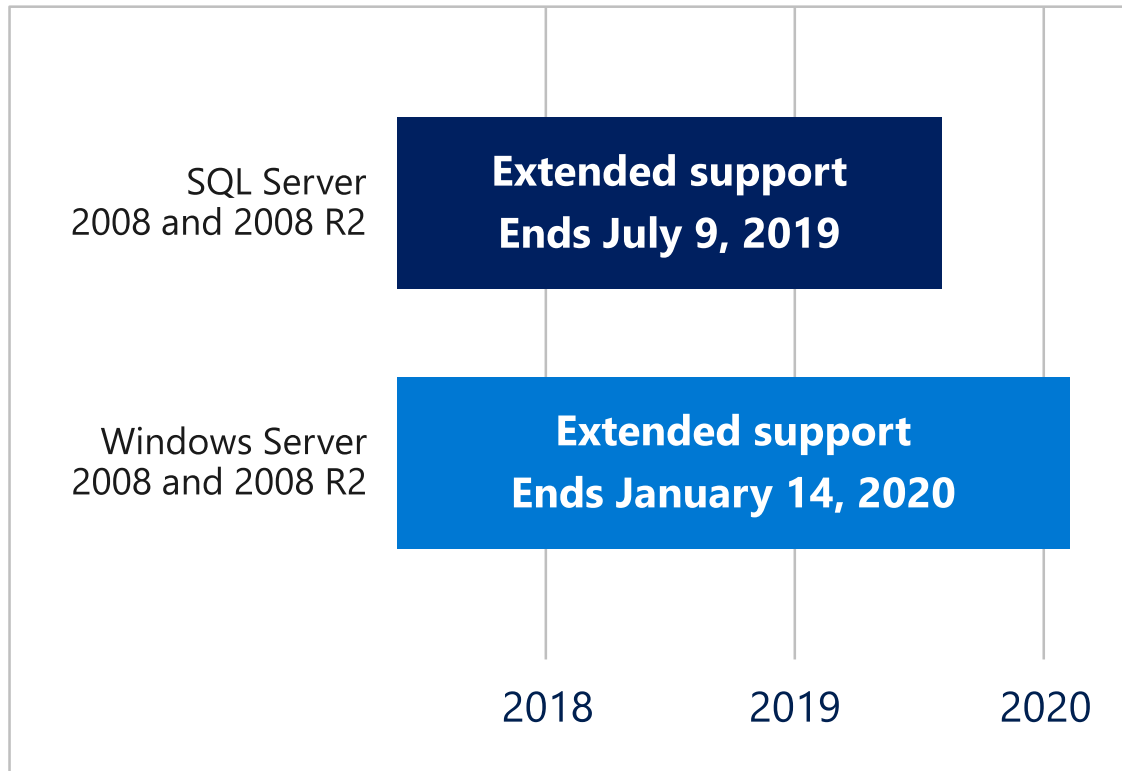 SQL Server
2008 and 2008 R2
Extended support
Ends July 9, 2019
Windows Server
2008 and 2008 R2
Extended support
Ends January 14, 2020
2018
2019
2020